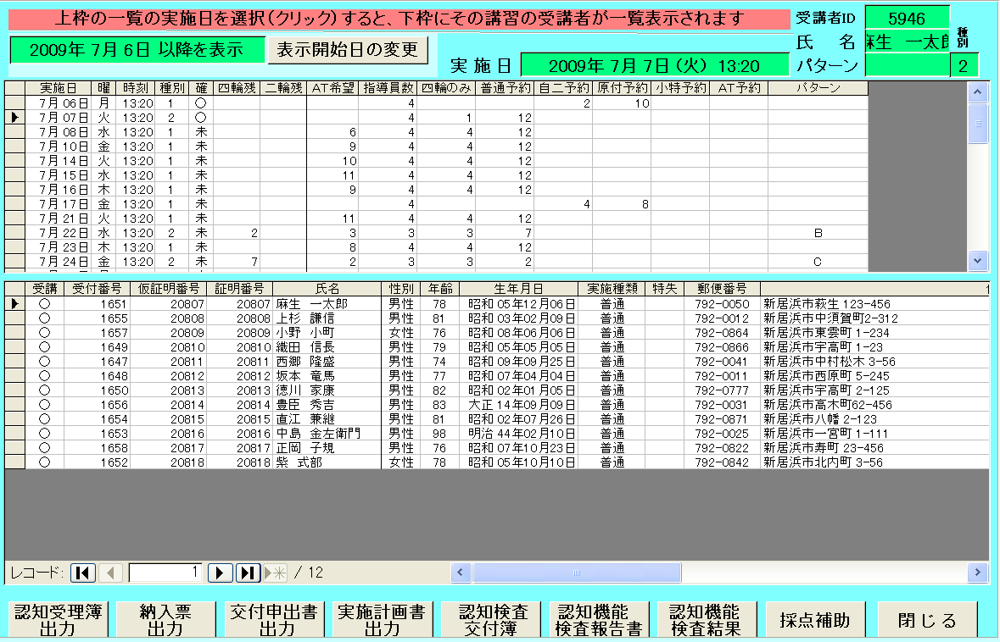 上枠の一覧の実施日を選択（クリック）すると、下枠にその講習の受講者が一覧表示されます
受講者ID 5946
2009年 7月 6日 以降を表示 表示開始日の変更
氏 名 麻生 一太郎 種別
実 施 日 2009年 7月 7日（火） 13:20 パターン 2
実施日 曜 時刻 種別 確 四輪残 二輪残 AT希望 指導員数 四輪のみ 普通予約 自二予約 原付予約 小特予約 AT予約 パターン
7月 06日 月 13:20 1 ○ 4 2 10
7月 07日 火 13:20 2 ○ 4 1 12
7月 08日 水 13:20 1 未 6 4 4 12
7月 10日 金 13:20 1 未 9 4 4 12
7月 14日 火 13:20 1 未 10 4 4 12
7月 15日 水 13:20 1 未 11 4 4 12
7月 16日 木 13:20 1 未 9 4 4 12
7月 17日 金 13:20 1 未 4 4 8
7月 21日 火 13:20 1 未 11 4 4 12
7月 22日 水 13:20 2 未 2 3 3 3 7 B
7月 23日 木 13:20 1 未 8 4 4 12
7月 24日 金 13:20 2 未 7 2 3 3 2 C
受講 受付番号 仮証明番号 証明番号 氏名 性別 年齢 生年月日 実施種類 特失 郵便番号
○ 1651 20807 20807 麻生 一太郎 男性 78 昭和 05年12月06日 普通 792-0050 新居浜市萩生 123-456
○ 1655 20808 20808 上杉 謙信 男性 81 昭和 03年02月09日 普通 792-0012 新居浜市中須賀町2-312
○ 1657 20809 20809 小野 小町 女性 76 昭和 08年06月06日 普通 792-0864 新居浜市東雲町 1-234
○ 1649 20810 20810 織田 信長 男性 79 昭和 05年05月05日 普通 792-0866 新居浜市宇高町 1-23
○ 1647 20811 20811 西郷 隆盛 男性 74 昭和 09年09月25日 普通 792-0041 新居浜市中村松木 3-56
○ 1648 20812 20812 坂本 竜馬 男性 77 昭和 07年04月04日 普通 792-0011 新居浜市西原町 5-245
○ 1650 20813 20813 徳川 家康 男性 82 昭和 02年01月05日 普通 792-0777 新居浜市宇高町 2-125
○ 1656 20814 20814 豊臣 秀吉 男性 83 大正 14年09月09日 普通 792-0031 新居浜市高木町62-456
○ 1654 20815 20815 直江 兼継 男性 81 昭和 02年07月26日 普通 792-0871 新居浜市八幡 2-123
○ 1653 20816 20816 中島 金左衛門 男性 98 明治 44年02月10日 普通 792-0025 新居浜市一宮町 1-111
○ 1658 20817 20817 正岡 子規 男性 76 昭和 07年10月23日 普通 792-0822 新居浜市寿町 23-456
○ 1652 20818 20818 紫 式部 女性 78 昭和 05年10月10日 普通 792-0842 新居浜市北内町 3-56
レコード: 1 / 12
認知受理簿
出力
納入票
出力
交付申出書
出力
実施計画書
出力
認知検査
交付簿
認知機能
検査報告書
認知機能
検査結果
採点補助
閉じる